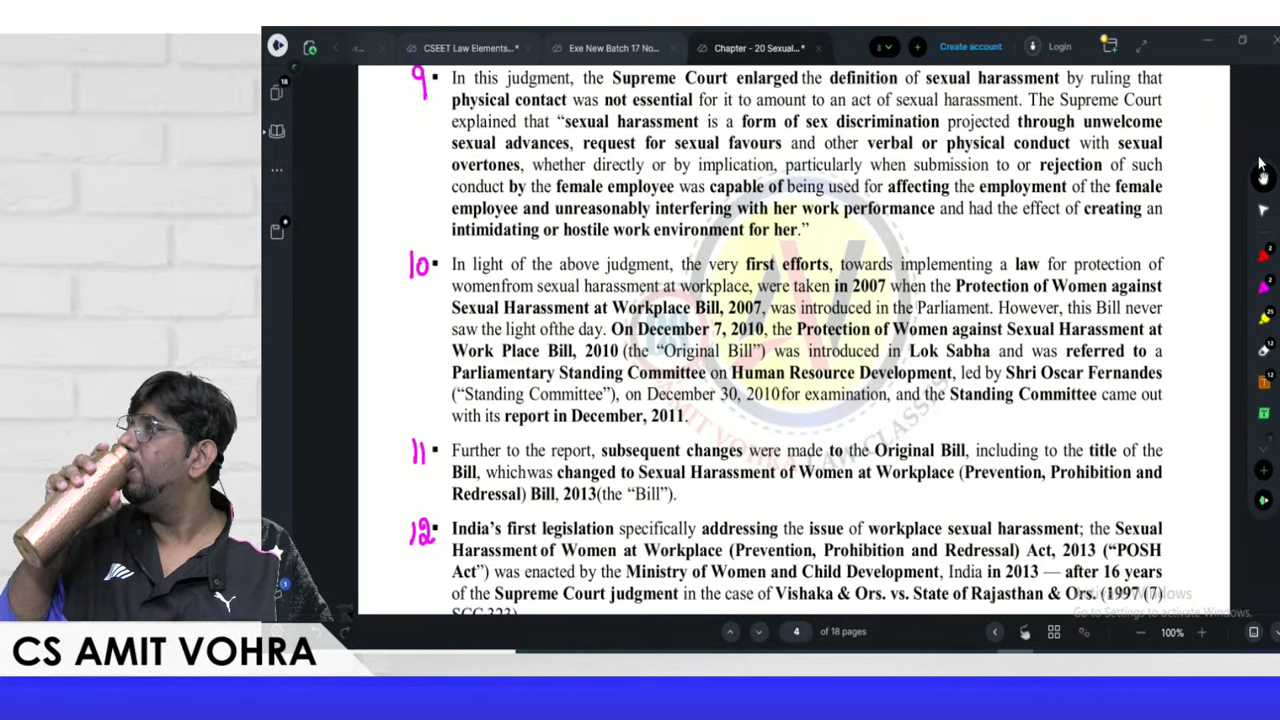 CSEET Law Elements...*
Exe New Batch 17 No...
Chapter - 20 Sexual...*
Create account
Login
9 ▪ In this judgment, the Supreme Court enlarged the definition of sexual harassment by ruling that
physical contact was not essential for it to amount to an act of sexual harassment. The Supreme Court
explained that “sexual harassment is a form of sex discrimination projected through unwelcome
sexual advances, request for sexual favours and other verbal or physical conduct with sexual
overtones, whether directly or by implication, particularly when submission to or rejection of such
conduct by the female employee was capable of being used for affecting the employment of the female
employee and unreasonably interfering with her work performance and had the effect of creating an
intimidating or hostile work environment for her.”
10 ▪ In light of the above judgment, the very first efforts, towards implementing a law for protection of
womenfrom sexual harassment at workplace, were taken in 2007 when the Protection of Women against
Sexual Harassment at Workplace Bill, 2007, was introduced in the Parliament. However, this Bill never
saw the light ofthe day. On December 7, 2010, the Protection of Women against Sexual Harassment at
Work Place Bill, 2010 (the “Original Bill”) was introduced in Lok Sabha and was referred to a
Parliamentary Standing Committee on Human Resource Development, led by Shri Oscar Fernandes
(“Standing Committee”), on December 30, 2010for examination, and the Standing Committee came out
with its report in December, 2011.
11 ▪ Further to the report, subsequent changes were made to the Original Bill, including to the title of the
Bill, whichwas changed to Sexual Harassment of Women at Workplace (Prevention, Prohibition and
Redressal) Bill, 2013(the “Bill”).
12 ▪ India’s first legislation specifically addressing the issue of workplace sexual harassment; the Sexual
Harassment of Women at Workplace (Prevention, Prohibition and Redressal) Act, 2013 (“POSH
Act”) was enacted by the Ministry of Women and Child Development, India in 2013 — after 16 years
of the Supreme Court judgment in the case of Vishaka & Ors. vs. State of Rajasthan & Ors. (1997 (7)
SCC 323)
AMIT VOHRA LAW CLASSES
Activate Windows
Go to Settings to activate Windows.
4 of 18 pages
100%
CS AMIT VOHRA